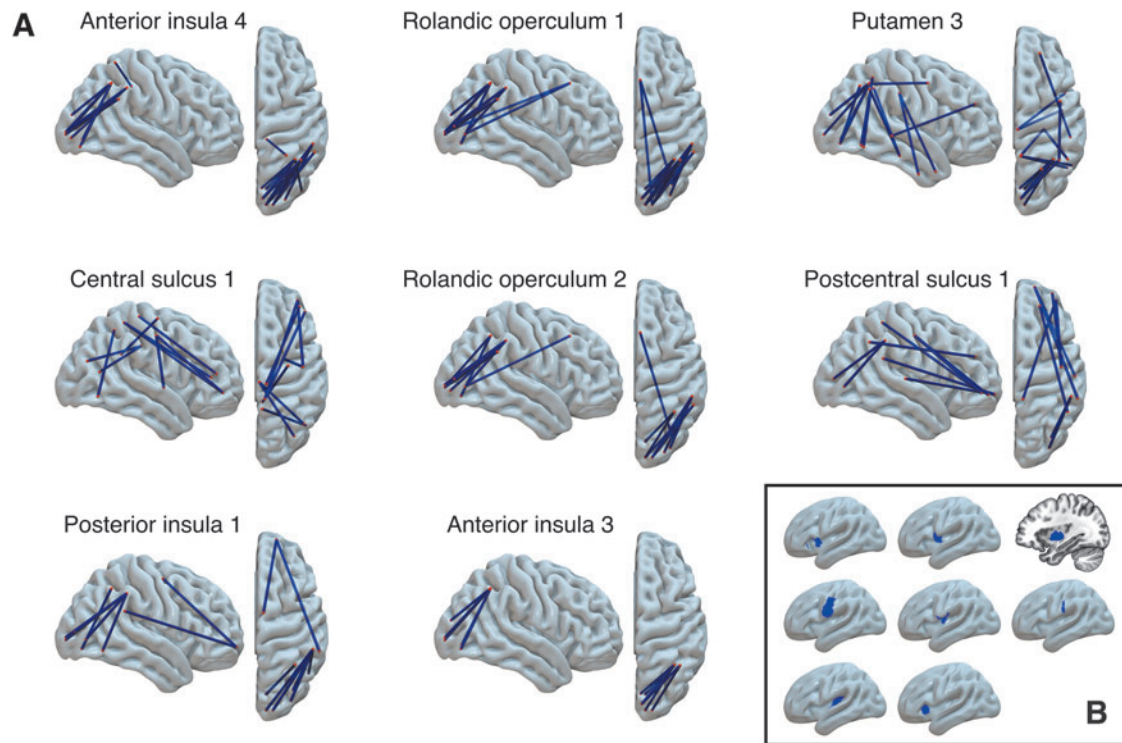 A
Anterior insula 4
Rolandic operculum 1
Putamen 3
Central sulcus 1
Rolandic operculum 2
Postcentral sulcus 1
Posterior insula 1
Anterior insula 3
B